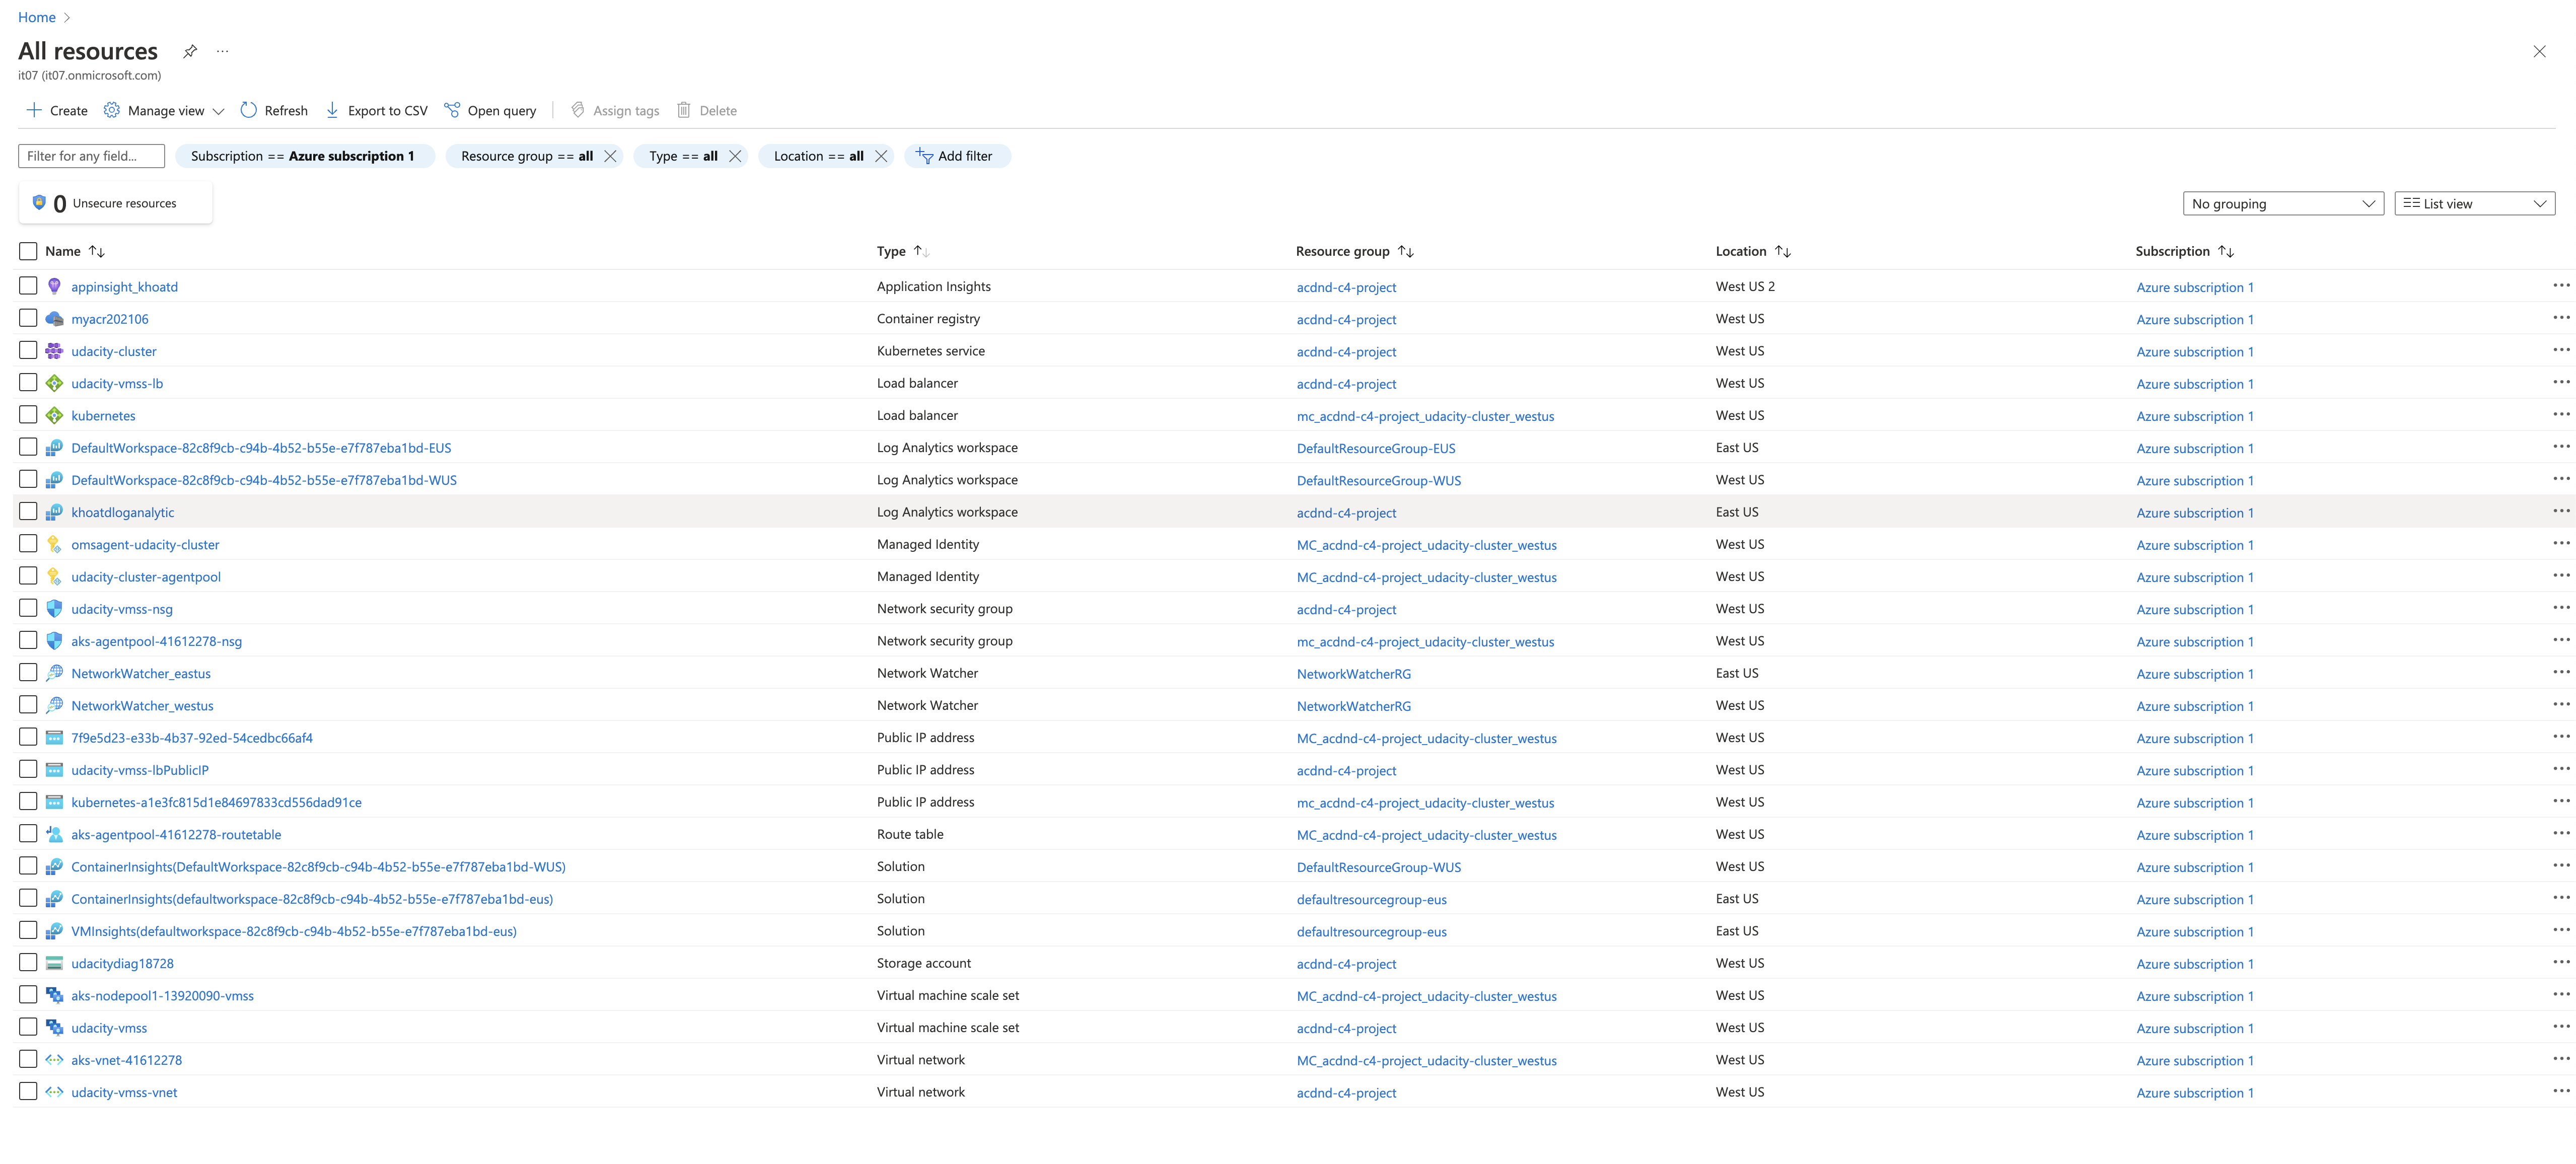 Home
All resources
it07 (it07.onmicrosoft.com)
Create Manage view Refresh Export to CSV Open query Assign tags Delete
Filter for any field... Subscription == Azure subscription 1 Resource group == all Type == all Location == all Add filter
0 Unsecure resources No grouping List view
Name Type Resource group Location Subscription
appinsight_khoatd Application Insights acdnd-c4-project West US 2 Azure subscription 1
myacr202106 Container registry acdnd-c4-project West US Azure subscription 1
udacity-cluster Kubernetes service acdnd-c4-project West US Azure subscription 1
udacity-vmss-lb Load balancer acdnd-c4-project West US Azure subscription 1
kubernetes Load balancer mc_acdnd-c4-project_udacity-cluster_westus West US Azure subscription 1
DefaultWorkspace-82c8f9cb-c94b-4b52-b55e-e7f787eba1bd-EUS Log Analytics workspace DefaultResourceGroup-EUS East US Azure subscription 1
DefaultWorkspace-82c8f9cb-c94b-4b52-b55e-e7f787eba1bd-WUS Log Analytics workspace DefaultResourceGroup-WUS West US Azure subscription 1
khoatdloganalytic Log Analytics workspace acdnd-c4-project East US Azure subscription 1
omsagent-udacity-cluster Managed Identity MC_acdnd-c4-project_udacity-cluster_westus West US Azure subscription 1
udacity-cluster-agentpool Managed Identity MC_acdnd-c4-project_udacity-cluster_westus West US Azure subscription 1
udacity-vmss-nsg Network security group acdnd-c4-project West US Azure subscription 1
aks-agentpool-41612278-nsg Network security group mc_acdnd-c4-project_udacity-cluster_westus West US Azure subscription 1
NetworkWatcher_eastus Network Watcher NetworkWatcherRG East US Azure subscription 1
NetworkWatcher_westus Network Watcher NetworkWatcherRG West US Azure subscription 1
7f9e5d23-e33b-4b37-92ed-54cedbc66af4 Public IP address MC_acdnd-c4-project_udacity-cluster_westus West US Azure subscription 1
udacity-vmss-lbPublicIP Public IP address acdnd-c4-project West US Azure subscription 1
kubernetes-a1e3fc815d1e84697833cd556dad91ce Public IP address mc_acdnd-c4-project_udacity-cluster_westus West US Azure subscription 1
aks-agentpool-41612278-routetable Route table MC_acdnd-c4-project_udacity-cluster_westus West US Azure subscription 1
ContainerInsights(DefaultWorkspace-82c8f9cb-c94b-4b52-b55e-e7f787eba1bd-WUS) Solution DefaultResourceGroup-WUS West US Azure subscription 1
ContainerInsights(defaultworkspace-82c8f9cb-c94b-4b52-b55e-e7f787eba1bd-eus) Solution defaultresourcegroup-eus East US Azure subscription 1
VMInsights(defaultworkspace-82c8f9cb-c94b-4b52-b55e-e7f787eba1bd-eus) Solution defaultresourcegroup-eus East US Azure subscription 1
udacitydiag18728 Storage account acdnd-c4-project West US Azure subscription 1
aks-nodepool1-13920090-vmss Virtual machine scale set MC_acdnd-c4-project_udacity-cluster_westus West US Azure subscription 1
udacity-vmss Virtual machine scale set acdnd-c4-project West US Azure subscription 1
aks-vnet-41612278 Virtual network MC_acdnd-c4-project_udacity-cluster_westus West US Azure subscription 1
udacity-vmss-vnet Virtual network acdnd-c4-project West US Azure subscription 1